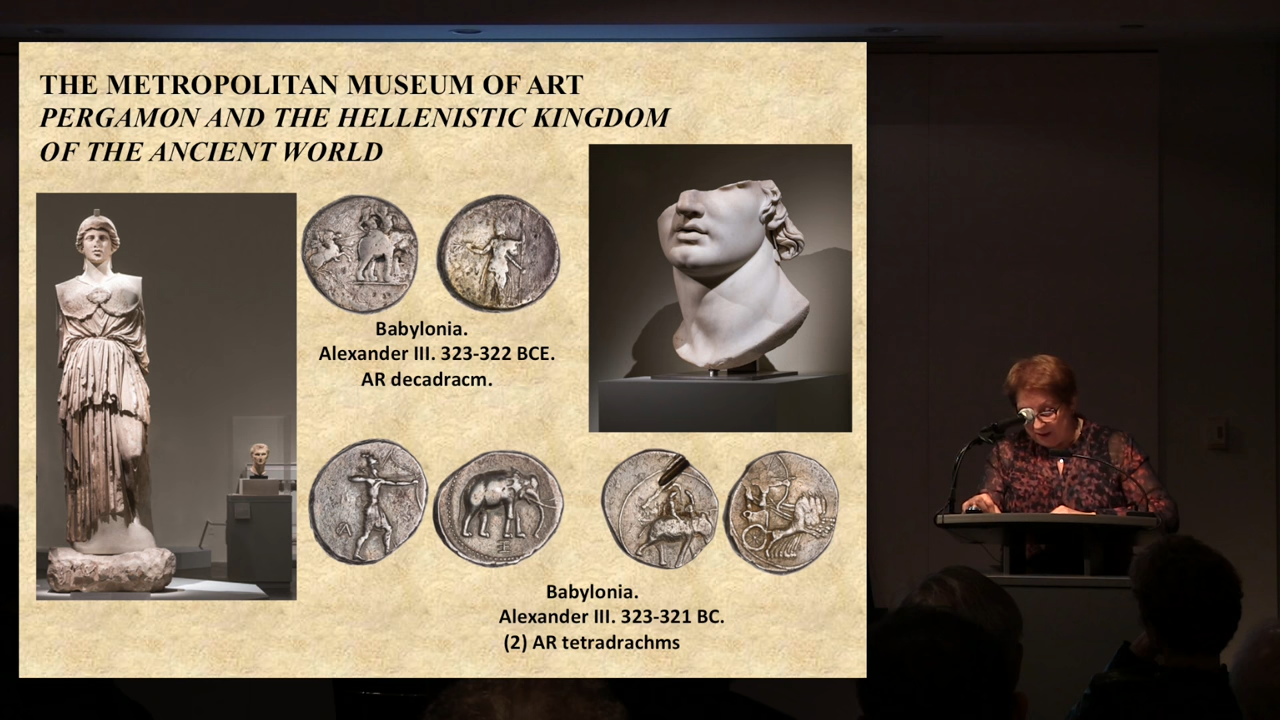 THE METROPOLITAN MUSEUM OF ART
PERGAMON AND THE HELLENISTIC KINGDOM
OF THE ANCIENT WORLD
Babylonia.
Alexander III. 323-322 BCE.
AR decadracm.
Babylonia.
Alexander III. 323-321 BC.
(2) AR tetradrachms